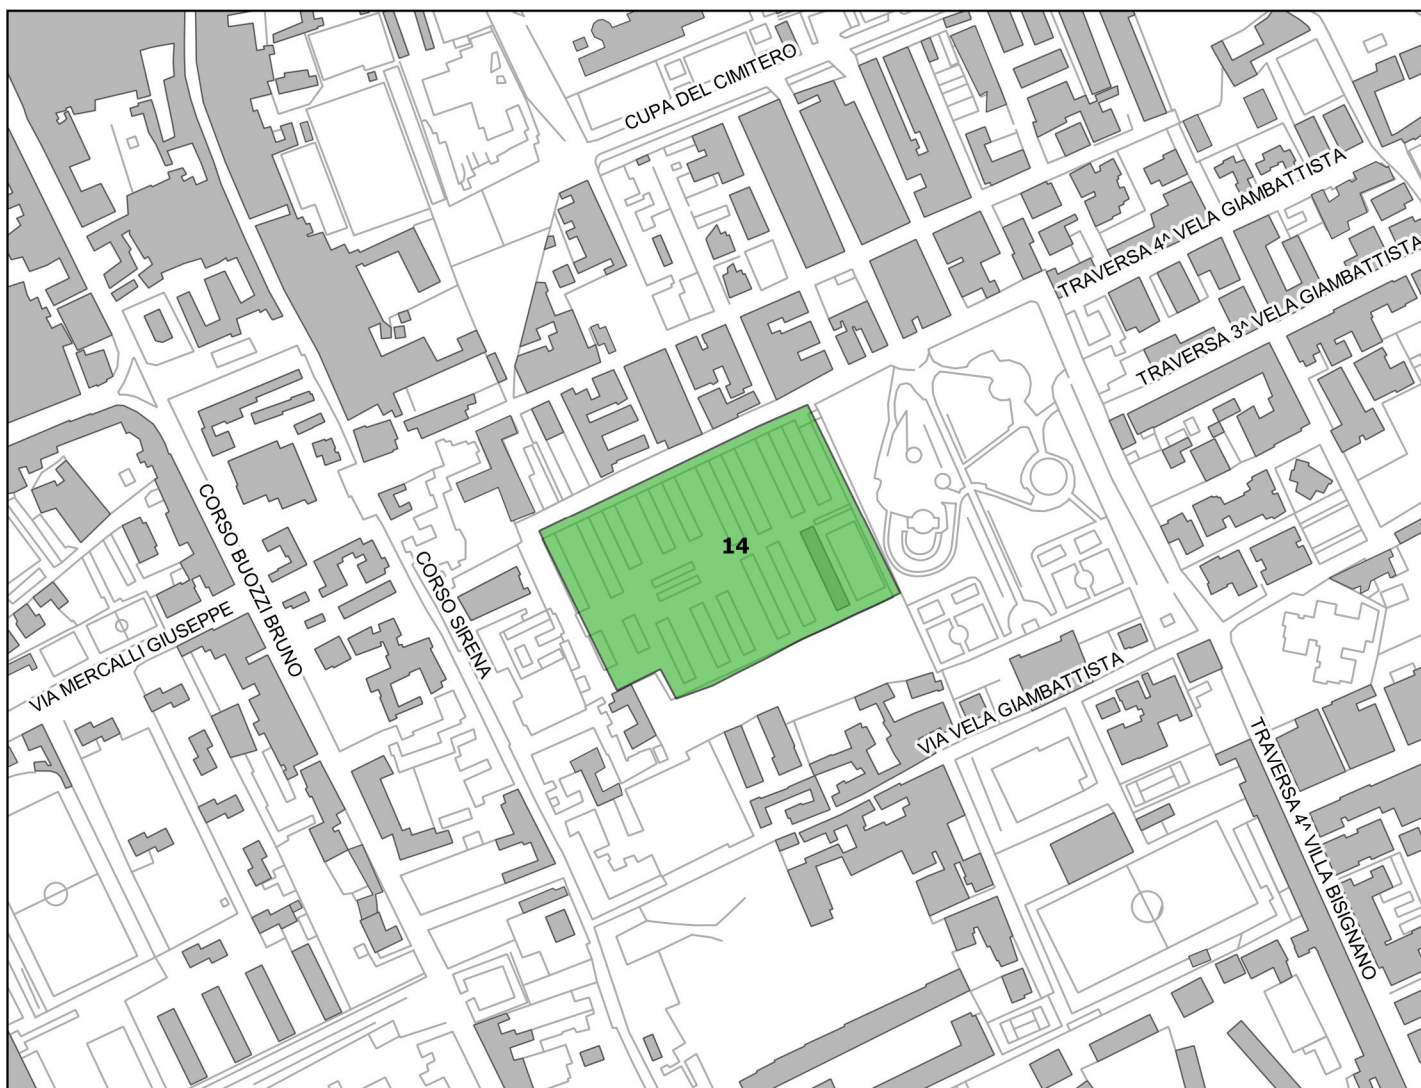 CUPA DEL CIMITERO
TRAVERSA 4^ VELA GIAMBATTISTA
TRAVERSA 3^ VELA GIAMBATTISTA
14
CORSO BUOZZI BRUNO
CORSO SIRENA
VIA MERCALLI GIUSEPPE
VIA VELA GIAMBATTISTA
TRAVERSA 4^ VILLA BISIGNANO